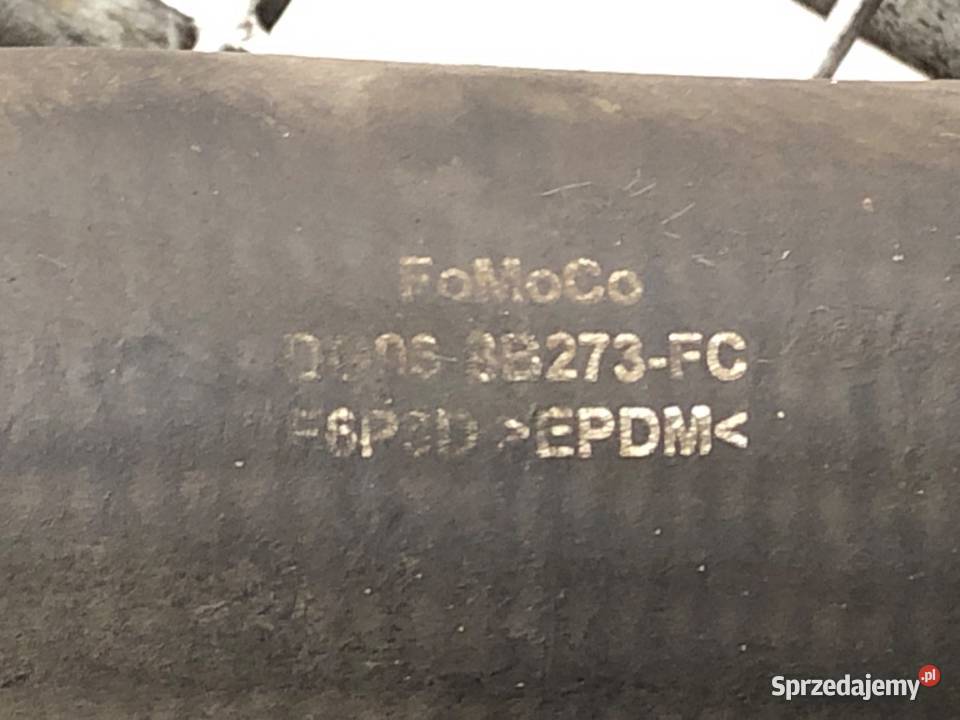 FoMoCo
8B273-FC
>EPDM<
Sprzedajemy.pl